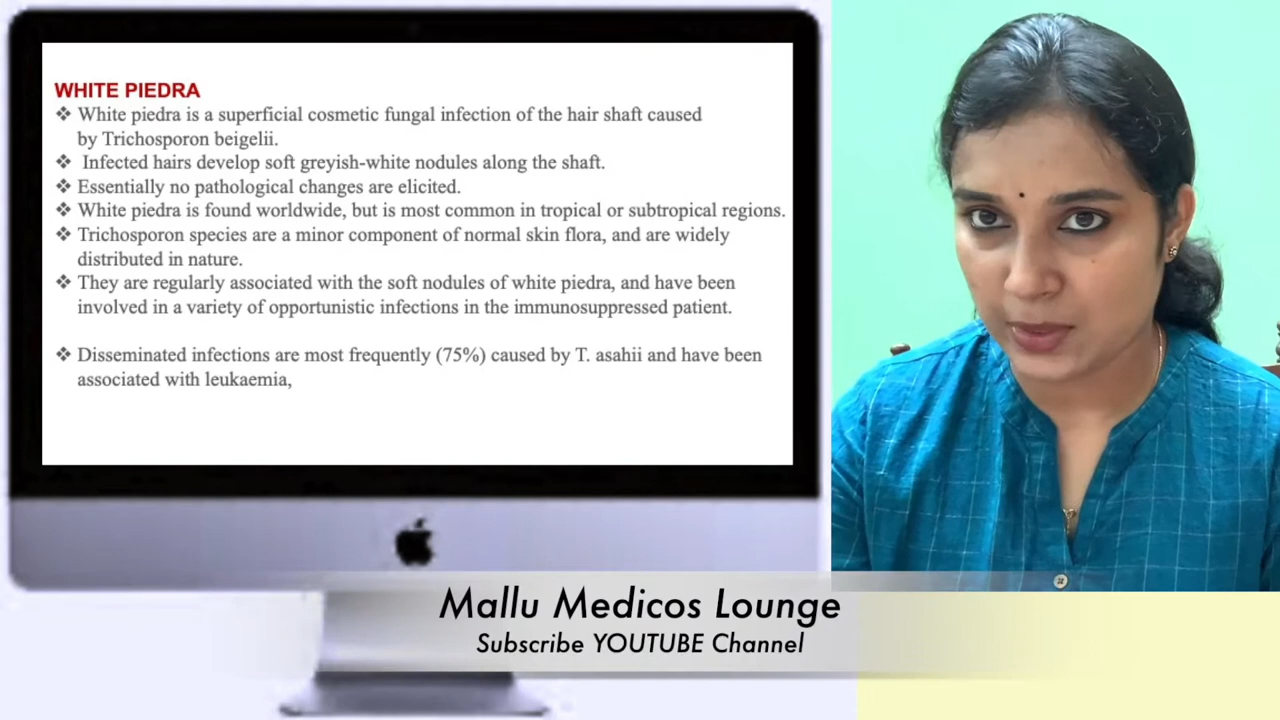 WHITE PIEDRA
❖ White piedra is a superficial cosmetic fungal infection of the hair shaft caused
by Trichosporon beigelii.
❖ Infected hairs develop soft greyish-white nodules along the shaft.
❖ Essentially no pathological changes are elicited.
❖ White piedra is found worldwide, but is most common in tropical or subtropical regions.
❖ Trichosporon species are a minor component of normal skin flora, and are widely
distributed in nature.
❖ They are regularly associated with the soft nodules of white piedra, and have been
involved in a variety of opportunistic infections in the immunosuppressed patient.
❖ Disseminated infections are most frequently (75%) caused by T. asahii and have been
associated with leukaemia,
Mallu Medicos Lounge
Subscribe YOUTUBE Channel